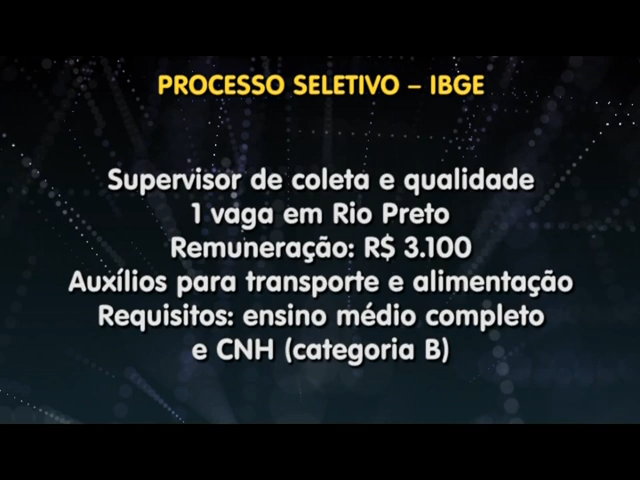 PROCESSO SELETIVO – IBGE
Supervisor de coleta e qualidade
1 vaga em Rio Preto
Remuneração: R$ 3.100
Auxílios para transporte e alimentação
Requisitos: ensino médio completo
e CNH (categoria B)